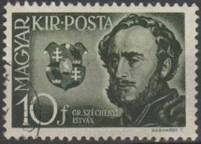 MAGYAR KIR·POSTA
10f
GR. SZÉCHENYI
ISTVÁN